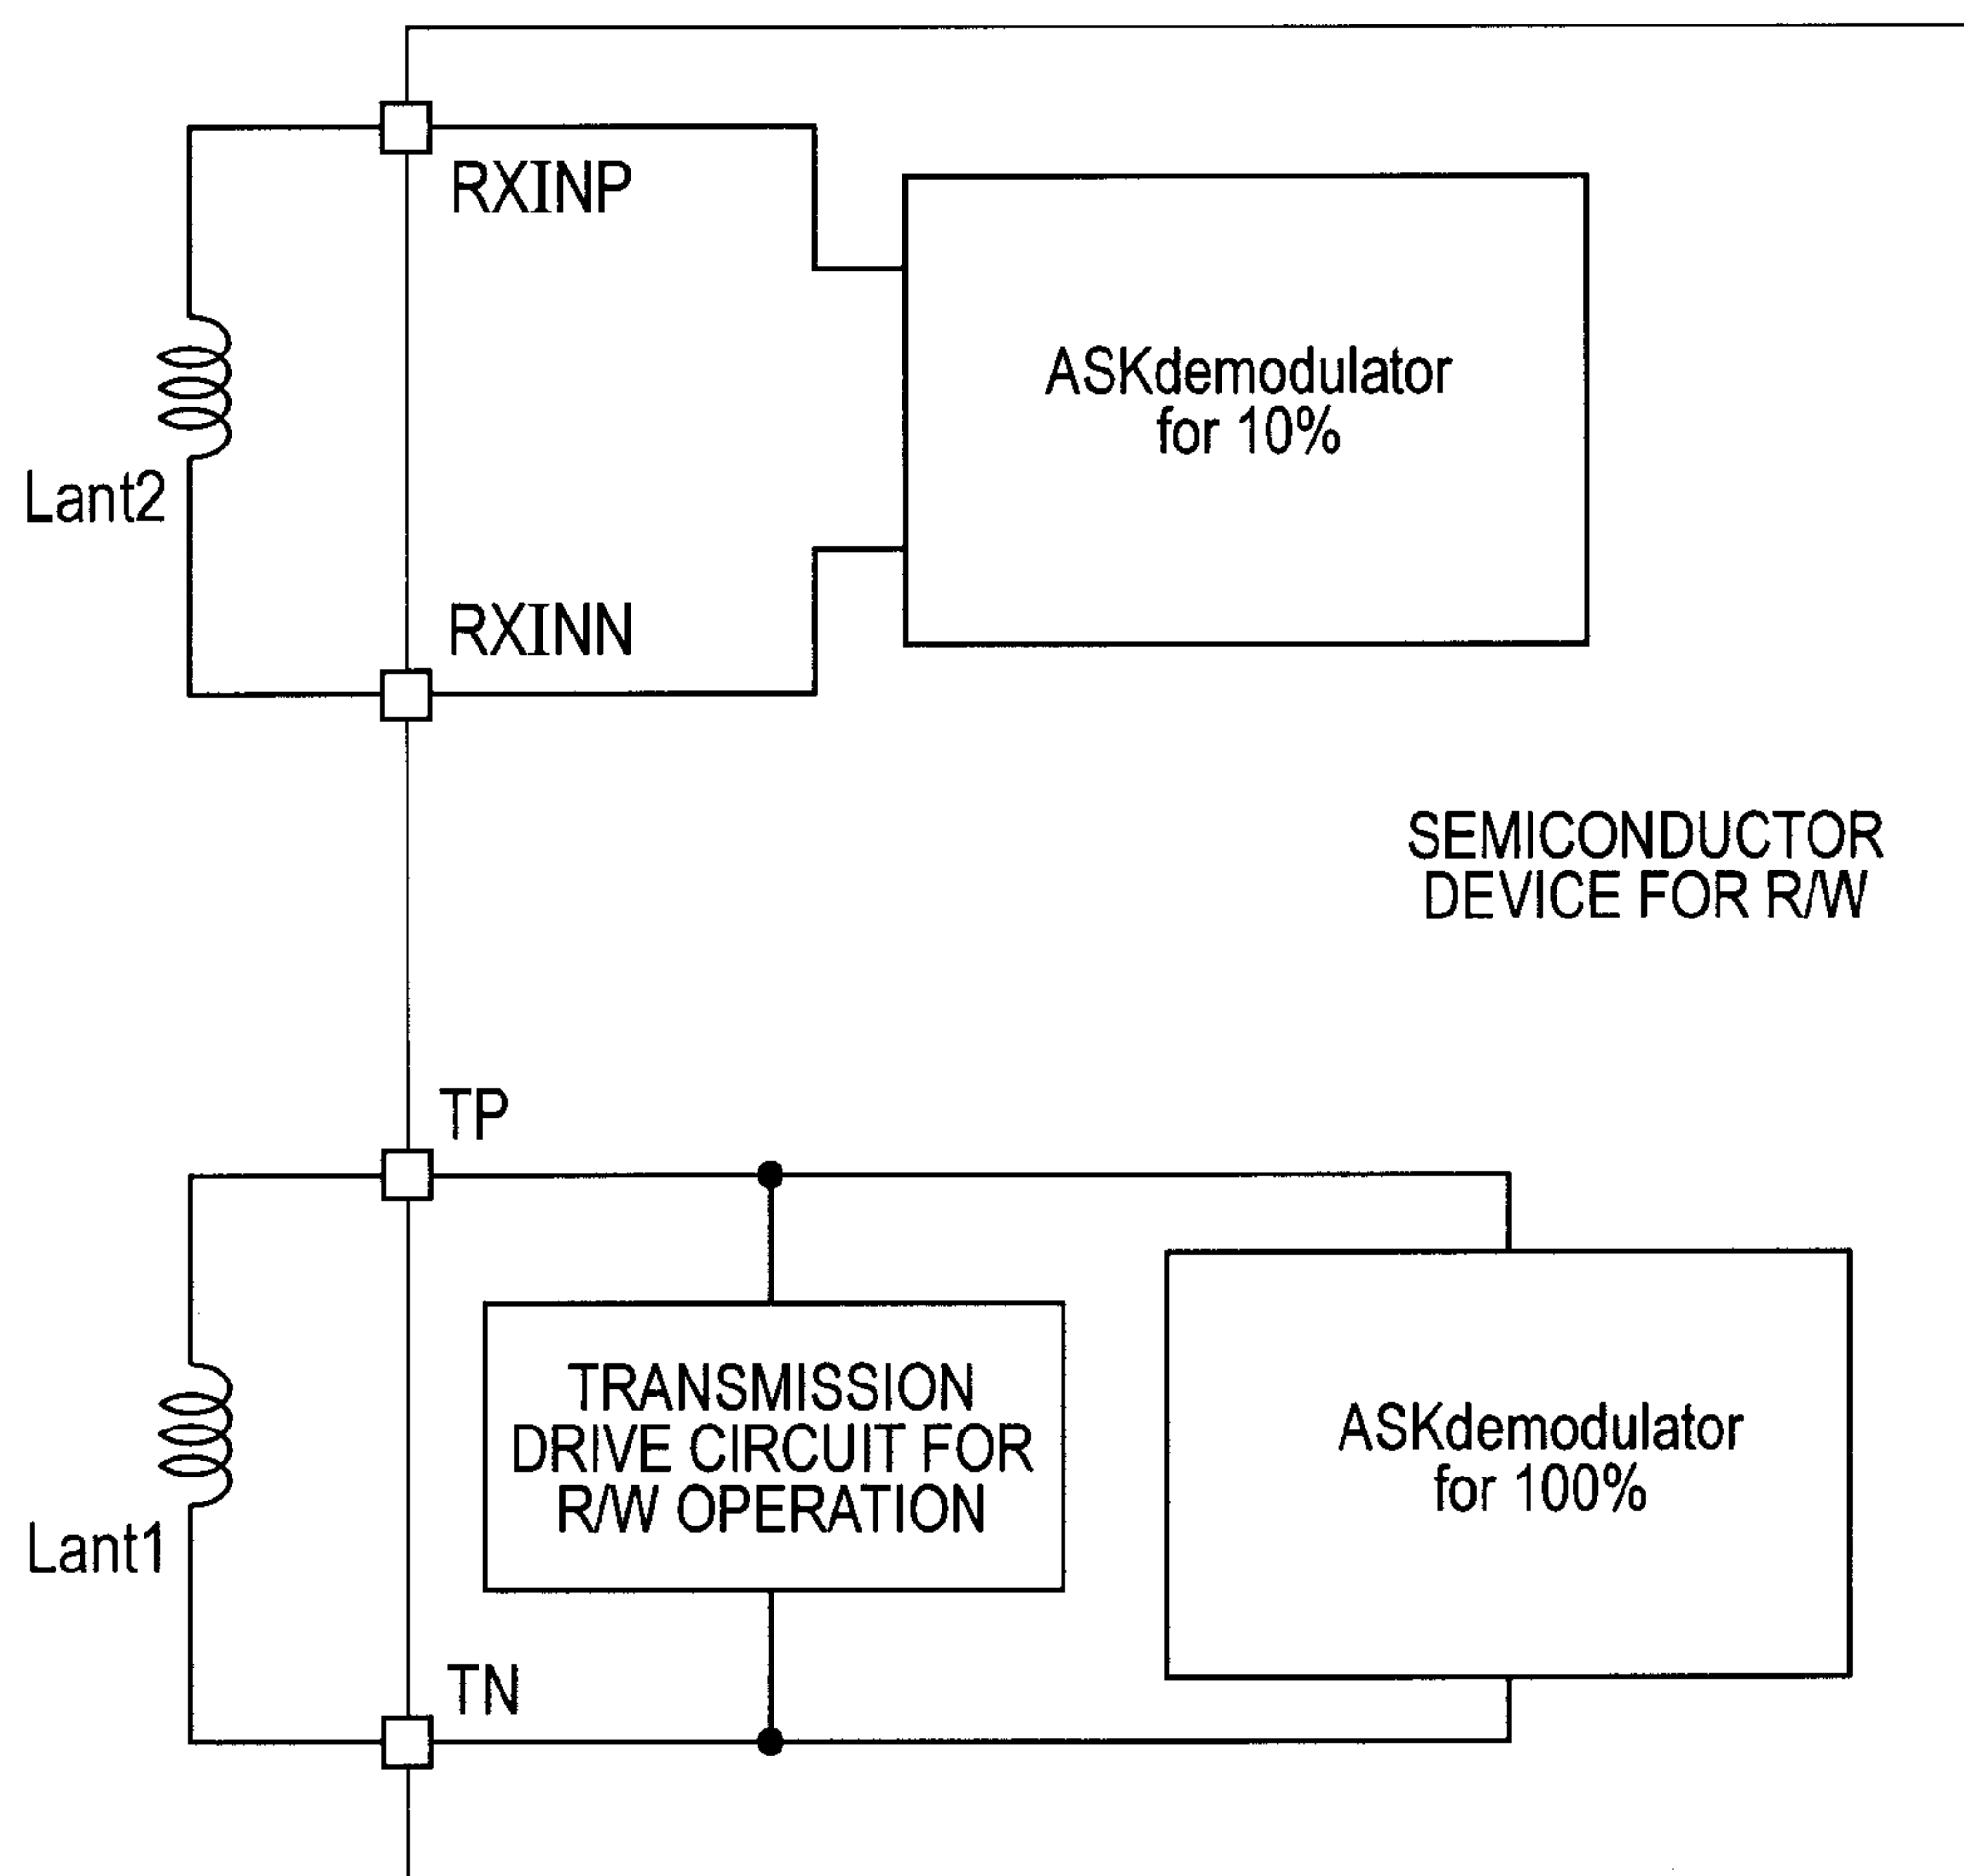 RXINP
ASKdemodulator
for 10%
Lant2
RXINN
SEMICONDUCTOR
DEVICE FOR R/W
TP
TRANSMISSION
DRIVE CIRCUIT FOR
R/W OPERATION
ASKdemodulator
for 100%
Lant1
TN